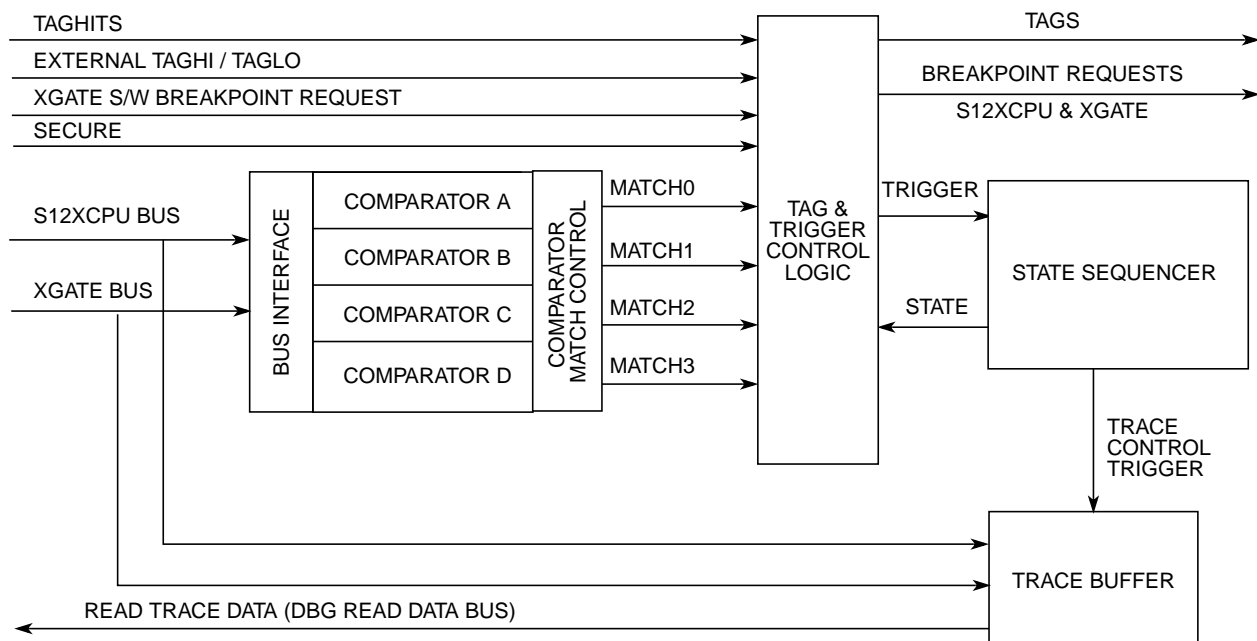 TAGHITS
EXTERNAL TAGHI / TAGLO
XGATE S/W BREAKPOINT REQUEST
SECURE
S12XCPU BUS
XGATE BUS
BUS INTERFACE
COMPARATOR A
COMPARATOR B
COMPARATOR C
COMPARATOR D
COMPARATOR
MATCH CONTROL
MATCH0
MATCH1
MATCH2
MATCH3
TAG &
TRIGGER
CONTROL
LOGIC
TAGS
BREAKPOINT REQUESTS
S12XCPU & XGATE
TRIGGER
STATE
STATE SEQUENCER
TRACE
CONTROL
TRIGGER
TRACE BUFFER
READ TRACE DATA (DBG READ DATA BUS)